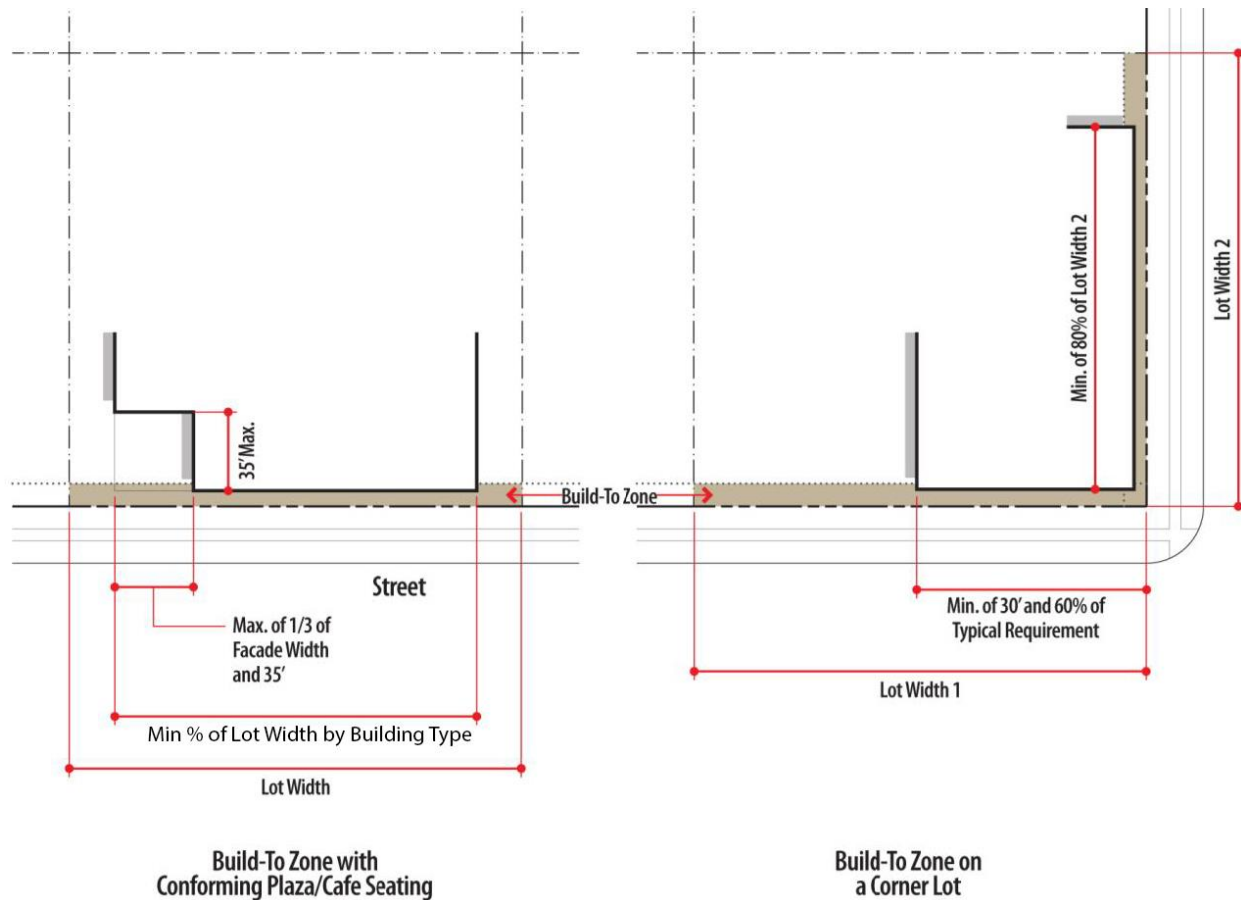 35' Max.
Build-To Zone
Street
Max. of 1/3 of
Facade Width
and 35'
Min % of Lot Width by Building Type
Lot Width
Build-To Zone with
Conforming Plaza/Cafe Seating
Min. of 80% of Lot Width 2
Lot Width 2
Min. of 30' and 60% of
Typical Requirement
Lot Width 1
Build-To Zone on
a Corner Lot